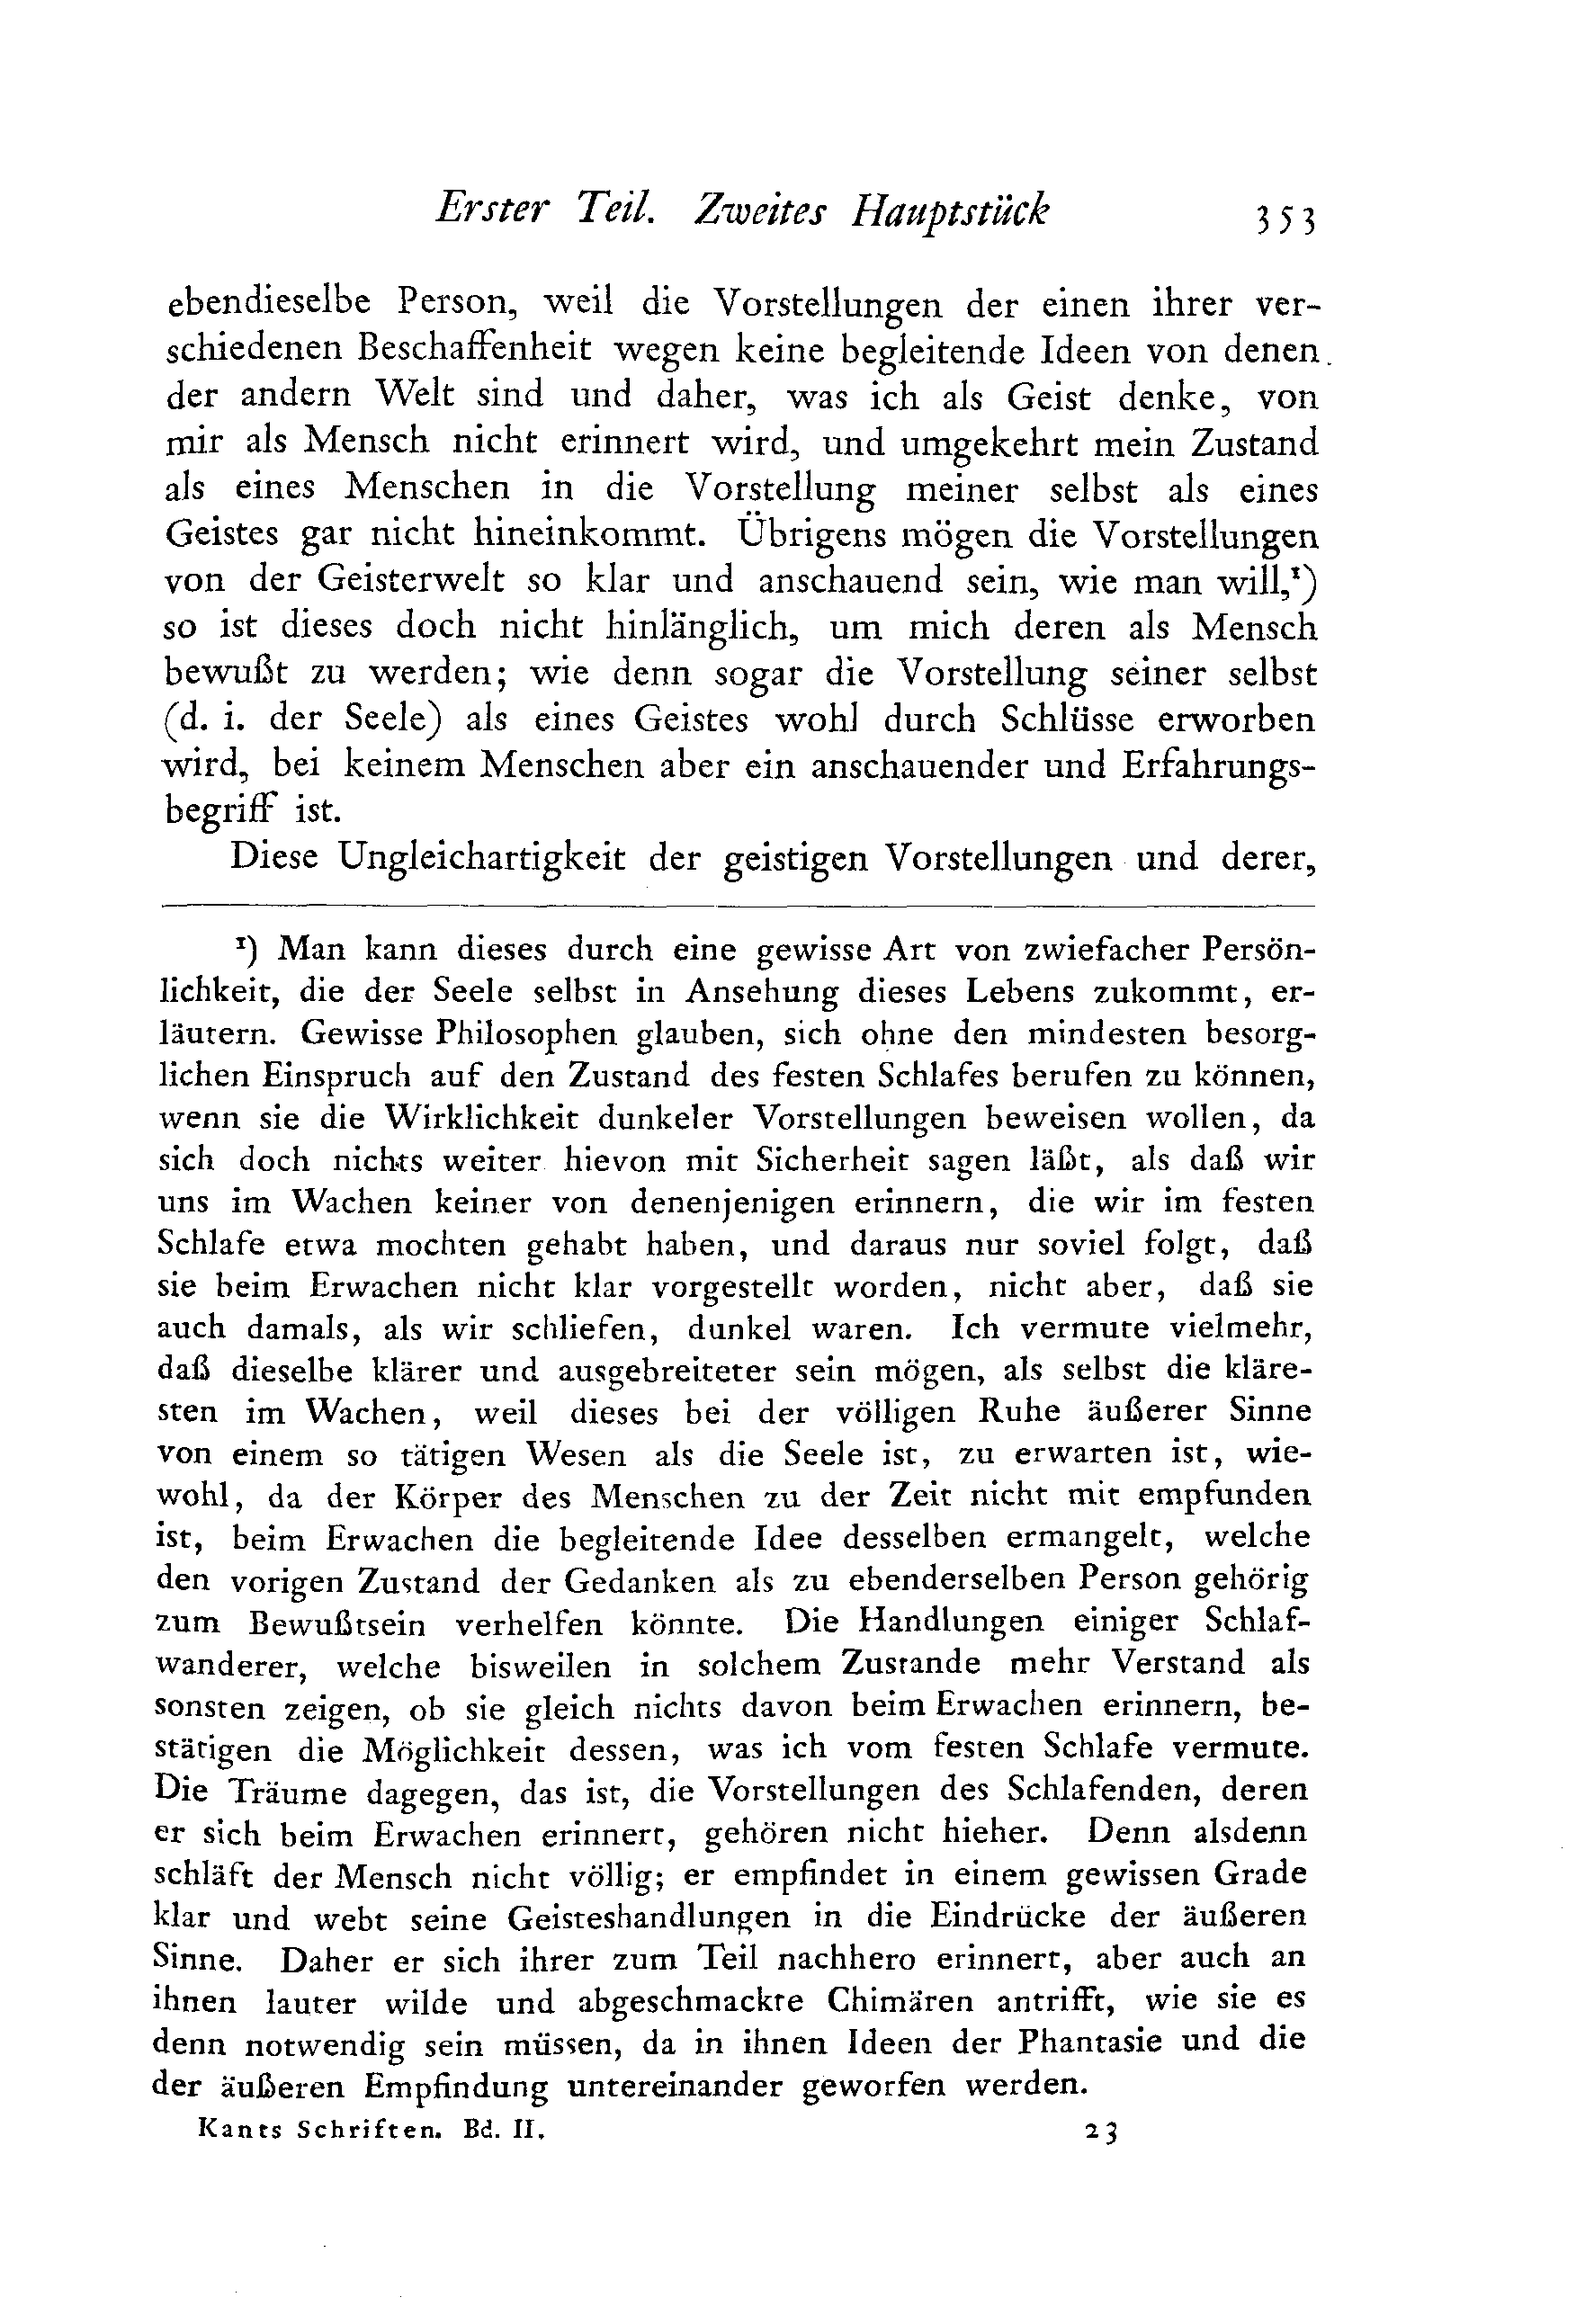 Erster Teil. Zweites Hauptstück 353
ebendieselbe Person, weil die Vorstellungen der einen ihrer ver-
schiedenen Beschaffenheit wegen keine begleitende Ideen von denen
der andern Welt sind und daher, was ich als Geist denke, von
mir als Mensch nicht erinnert wird, und umgekehrt mein Zustand
als eines Menschen in die Vorstellung meiner selbst als eines
Geistes gar nicht hineinkommt. Übrigens mögen die Vorstellungen
von der Geisterwelt so klar und anschauend sein, wie man will,¹)
so ist dieses doch nicht hinlänglich, um mich deren als Mensch
bewußt zu werden; wie denn sogar die Vorstellung seiner selbst
(d. i. der Seele) als eines Geistes wohl durch Schlüsse erworben
wird, bei keinem Menschen aber ein anschauender und Erfahrungs-
begriff ist.
Diese Ungleichartigkeit der geistigen Vorstellungen und derer,
¹) Man kann dieses durch eine gewisse Art von zwiefacher Persön-
lichkeit, die der Seele selbst in Ansehung dieses Lebens zukommt, er-
läutern. Gewisse Philosophen glauben, sich ohne den mindesten besorg-
lichen Einspruch auf den Zustand des festen Schlafes berufen zu können,
wenn sie die Wirklichkeit dunkeler Vorstellungen beweisen wollen, da
sich doch nichts weiter hievon mit Sicherheit sagen läßt, als daß wir
uns im Wachen keiner von denenjenigen erinnern, die wir im festen
Schlafe etwa mochten gehabt haben, und daraus nur soviel folgt, daß
sie beim Erwachen nicht klar vorgestellt worden, nicht aber, daß sie
auch damals, als wir schliefen, dunkel waren. Ich vermute vielmehr,
daß dieselbe klärer und ausgebreiteter sein mögen, als selbst die kläre-
sten im Wachen, weil dieses bei der völligen Ruhe äußerer Sinne
von einem so tätigen Wesen als die Seele ist, zu erwarten ist, wie-
wohl, da der Körper des Menschen zu der Zeit nicht mit empfunden
ist, beim Erwachen die begleitende Idee desselben ermangelt, welche
den vorigen Zustand der Gedanken als zu ebenderselben Person gehörig
zum Bewußtsein verhelfen könnte. Die Handlungen einiger Schlaf-
wanderer, welche bisweilen in solchem Zustande mehr Verstand als
sonsten zeigen, ob sie gleich nichts davon beim Erwachen erinnern, be-
stätigen die Möglichkeit dessen, was ich vom festen Schlafe vermute.
Die Träume dagegen, das ist, die Vorstellungen des Schlafenden, deren
er sich beim Erwachen erinnert, gehören nicht hieher. Denn alsdenn
schläft der Mensch nicht völlig; er empfindet in einem gewissen Grade
klar und webt seine Geisteshandlungen in die Eindrücke der äußeren
Sinne. Daher er sich ihrer zum Teil nachhero erinnert, aber auch an
ihnen lauter wilde und abgeschmackte Chimären antrifft, wie sie es
denn notwendig sein müssen, da in ihnen Ideen der Phantasie und die
der äußeren Empfindung untereinander geworfen werden.
Kants Schriften. Bd. II. 23